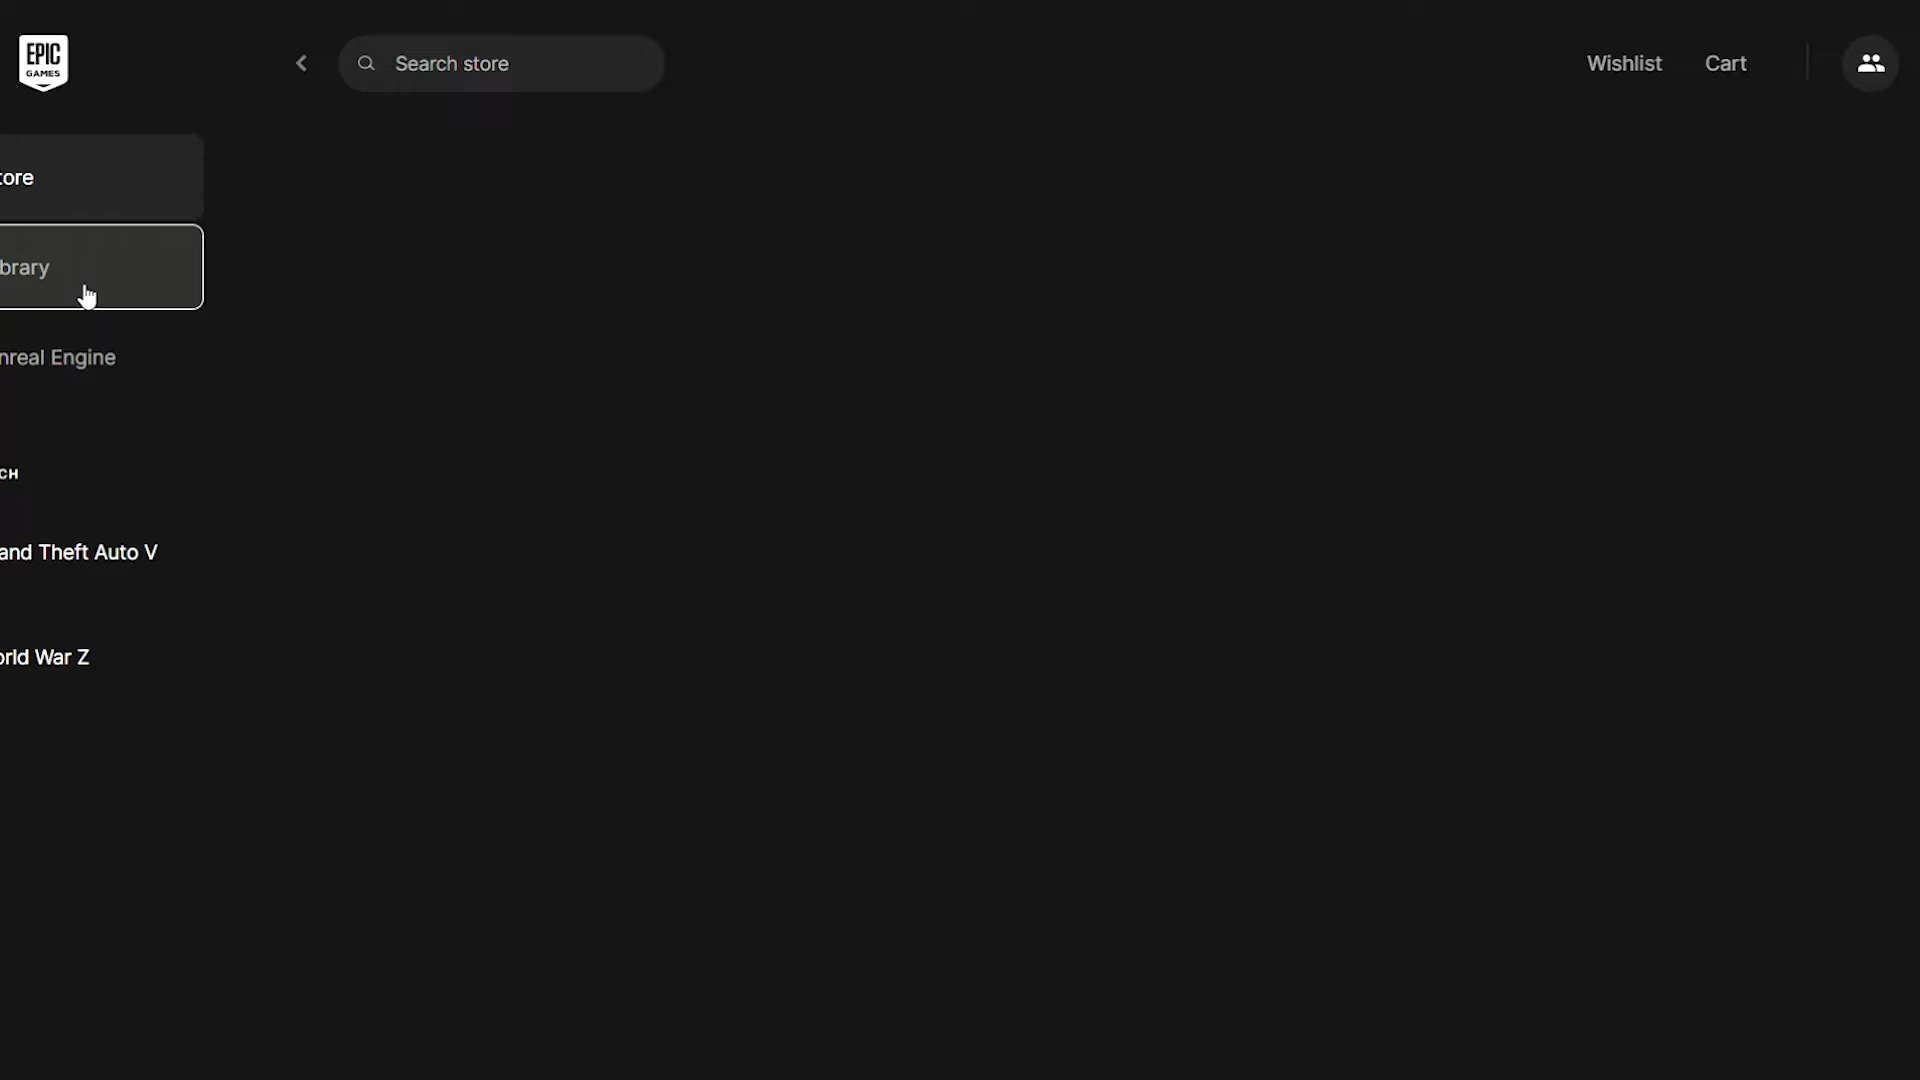 EPIC
GAMES
Search store
Wishlist
Cart
tore
brary
nreal Engine
CH
and Theft Auto V
orld War Z